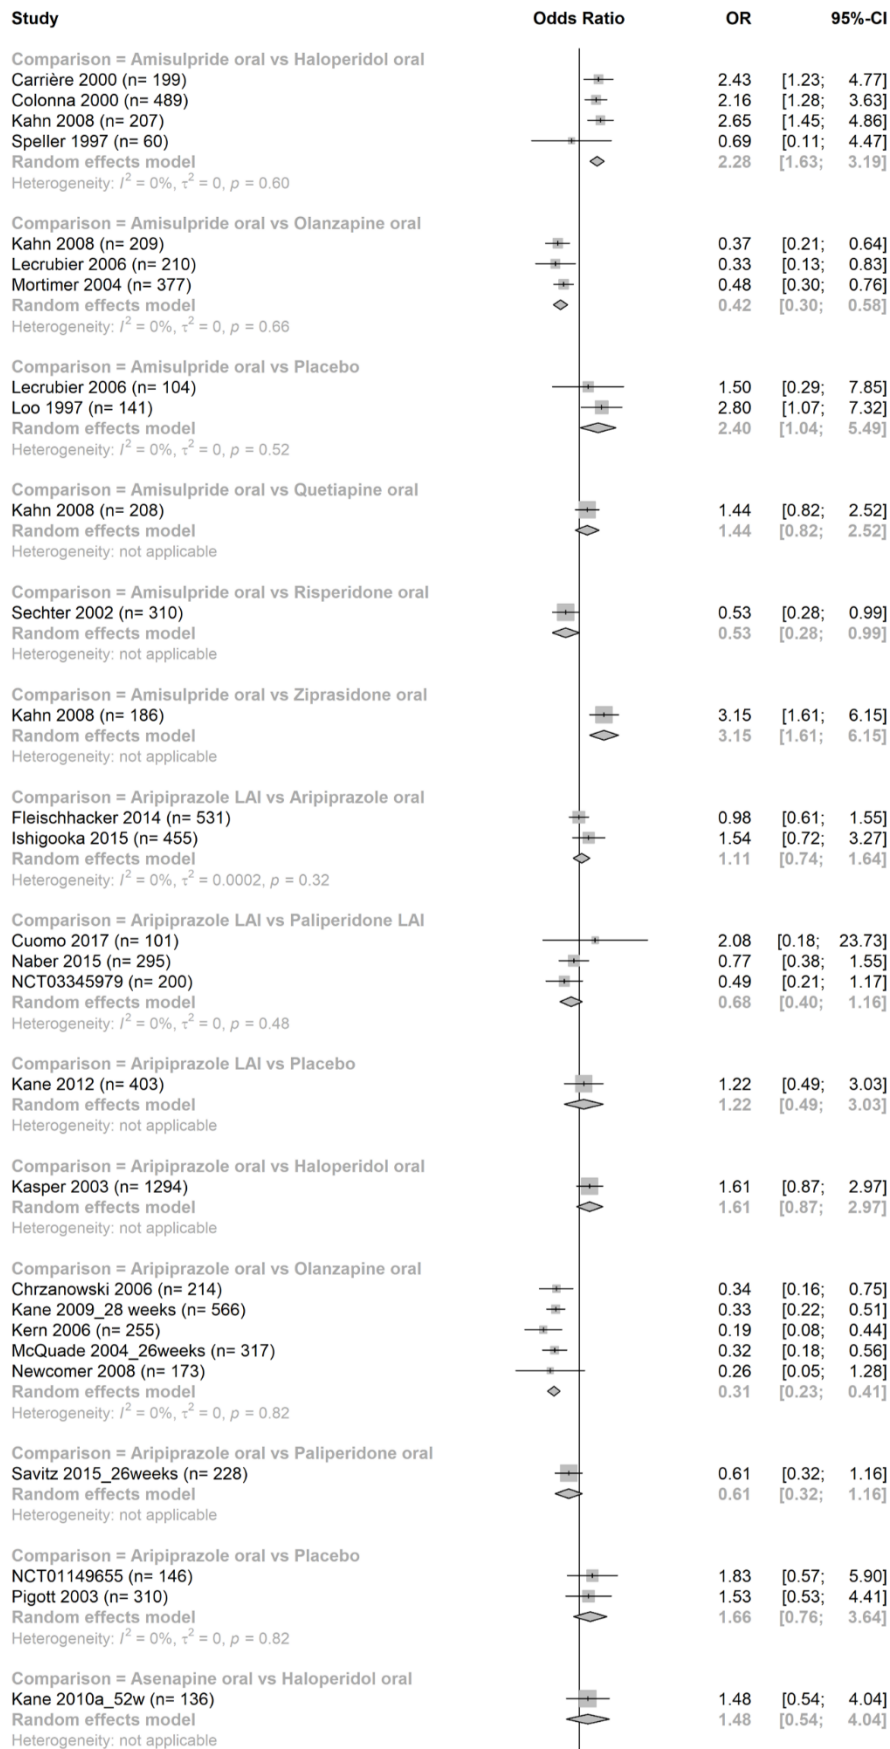 Study Odds Ratio OR 95%-CI
Comparison = Amisulpride oral vs Haloperidol oral
Carrière 2000 (n= 199) 2.43 [1.23; 4.77]
Colonna 2000 (n= 489) 2.16 [1.28; 3.63]
Kahn 2008 (n= 207) 2.65 [1.45; 4.86]
Speller 1997 (n= 60) 0.69 [0.11; 4.47]
Random effects model 2.28 [1.63; 3.19]
Heterogeneity: I² = 0%, τ² = 0, p = 0.60
Comparison = Amisulpride oral vs Olanzapine oral
Kahn 2008 (n= 209) 0.37 [0.21; 0.64]
Lecrubier 2006 (n= 210) 0.33 [0.13; 0.83]
Mortimer 2004 (n= 377) 0.48 [0.30; 0.76]
Random effects model 0.42 [0.30; 0.58]
Heterogeneity: I² = 0%, τ² = 0, p = 0.66
Comparison = Amisulpride oral vs Placebo
Lecrubier 2006 (n= 104) 1.50 [0.29; 7.85]
Loo 1997 (n= 141) 2.80 [1.07; 7.32]
Random effects model 2.40 [1.04; 5.49]
Heterogeneity: I² = 0%, τ² = 0, p = 0.52
Comparison = Amisulpride oral vs Quetiapine oral
Kahn 2008 (n= 208) 1.44 [0.82; 2.52]
Random effects model 1.44 [0.82; 2.52]
Heterogeneity: not applicable
Comparison = Amisulpride oral vs Risperidone oral
Sechter 2002 (n= 310) 0.53 [0.28; 0.99]
Random effects model 0.53 [0.28; 0.99]
Heterogeneity: not applicable
Comparison = Amisulpride oral vs Ziprasidone oral
Kahn 2008 (n= 186) 3.15 [1.61; 6.15]
Random effects model 3.15 [1.61; 6.15]
Heterogeneity: not applicable
Comparison = Aripiprazole LAI vs Aripiprazole oral
Fleischhacker 2014 (n= 531) 0.98 [0.61; 1.55]
Ishigooka 2015 (n= 455) 1.54 [0.72; 3.27]
Random effects model 1.11 [0.74; 1.64]
Heterogeneity: I² = 0%, τ² = 0.0002, p = 0.32
Comparison = Aripiprazole LAI vs Paliperidone LAI
Cuomo 2017 (n= 101) 2.08 [0.18; 23.73]
Naber 2015 (n= 295) 0.77 [0.38; 1.55]
NCT03345979 (n= 200) 0.49 [0.21; 1.17]
Random effects model 0.68 [0.40; 1.16]
Heterogeneity: I² = 0%, τ² = 0, p = 0.48
Comparison = Aripiprazole LAI vs Placebo
Kane 2012 (n= 403) 1.22 [0.49; 3.03]
Random effects model 1.22 [0.49; 3.03]
Heterogeneity: not applicable
Comparison = Aripiprazole oral vs Haloperidol oral
Kasper 2003 (n= 1294) 1.61 [0.87; 2.97]
Random effects model 1.61 [0.87; 2.97]
Heterogeneity: not applicable
Comparison = Aripiprazole oral vs Olanzapine oral
Chrzanowski 2006 (n= 214) 0.34 [0.16; 0.75]
Kane 2009_28 weeks (n= 566) 0.33 [0.22; 0.51]
Kern 2006 (n= 255) 0.19 [0.08; 0.44]
McQuade 2004_26weeks (n= 317) 0.32 [0.18; 0.56]
Newcomer 2008 (n= 173) 0.26 [0.05; 1.28]
Random effects model 0.31 [0.23; 0.41]
Heterogeneity: I² = 0%, τ² = 0, p = 0.82
Comparison = Aripiprazole oral vs Paliperidone oral
Savitz 2015_26weeks (n= 228) 0.61 [0.32; 1.16]
Random effects model 0.61 [0.32; 1.16]
Heterogeneity: not applicable
Comparison = Aripiprazole oral vs Placebo
NCT01149655 (n= 146) 1.83 [0.57; 5.90]
Pigott 2003 (n= 310) 1.53 [0.53; 4.41]
Random effects model 1.66 [0.76; 3.64]
Heterogeneity: I² = 0%, τ² = 0, p = 0.82
Comparison = Asenapine oral vs Haloperidol oral
Kane 2010a_52w (n= 136) 1.48 [0.54; 4.04]
Random effects model 1.48 [0.54; 4.04]
Heterogeneity: not applicable